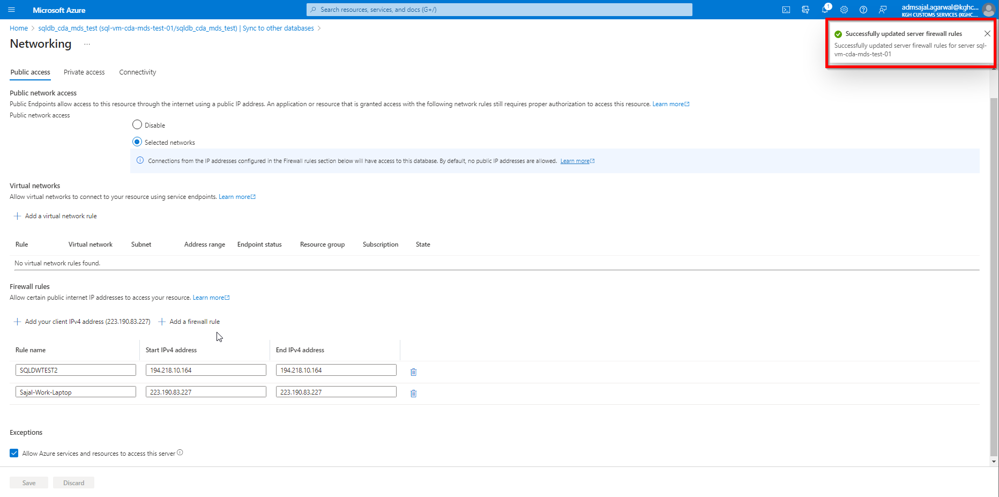 Microsoft Azure
Search resources, services, and docs (G+/)
1
admsajal.agarwal@kghc...
KGH CUSTOMS SERVICES (KGHC....
Home > sqldb_cda_mds_test (sql-vm-cda-mds-test-01/sqldb_cda_mds_test) | Sync to other databases >
Networking ...
Successfully updated server firewall rules
Successfully updated server firewall rules for server sql-
vm-cda-mds-test-01
Public access Private access Connectivity
Public network access
Public Endpoints allow access to this resource through the internet using a public IP address. An application or resource that is granted access with the following network rules still requires proper authorization to access this resource. Learn more
Public network access
Disable
Selected networks
Connections from the IP addresses configured in the Firewall rules section below will have access to this database. By default, no public IP addresses are allowed. Learn more
Virtual networks
Allow virtual networks to connect to your resource using service endpoints. Learn more
+ Add a virtual network rule
Rule Virtual network Subnet Address range Endpoint status Resource group Subscription State
No virtual network rules found.
Firewall rules
Allow certain public internet IP addresses to access your resource. Learn more
+ Add your client IPv4 address (223.190.83.227) + Add a firewall rule
Rule name Start IPv4 address End IPv4 address
SQLDWTEST2 194.218.10.164 194.218.10.164
Sajal-Work-Laptop 223.190.83.227 223.190.83.227
Exceptions
Allow Azure services and resources to access this server
Save Discard